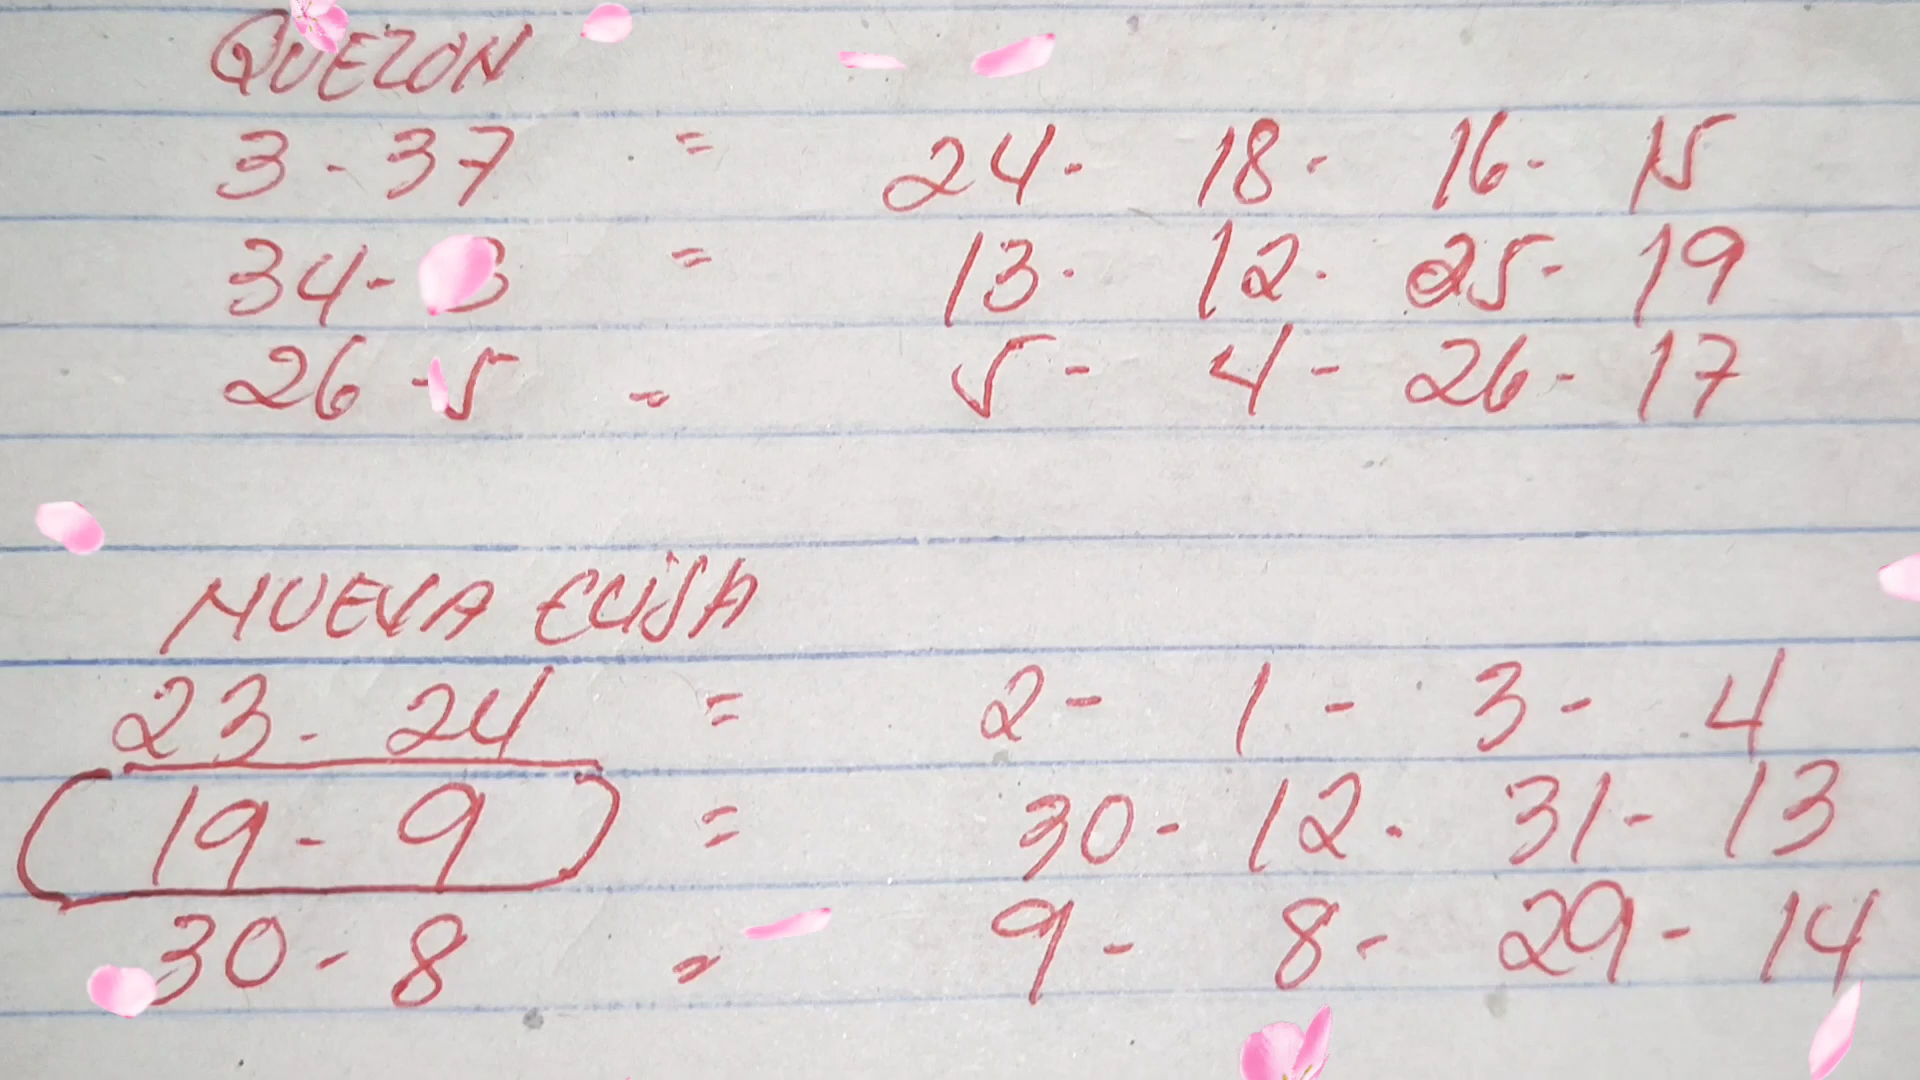 QUEZON
3 - 37 = 24 - 18 - 16 - 15
34 - 3 = 13 - 12 - 25 - 19
26 - 5 = 5 - 4 - 26 - 17
NUEVA ECIJA
23 - 24 = 2 - 1 - 3 - 4
19 - 9 = 30 - 12 - 31 - 13
30 - 8 = 9 - 8 - 29 - 14